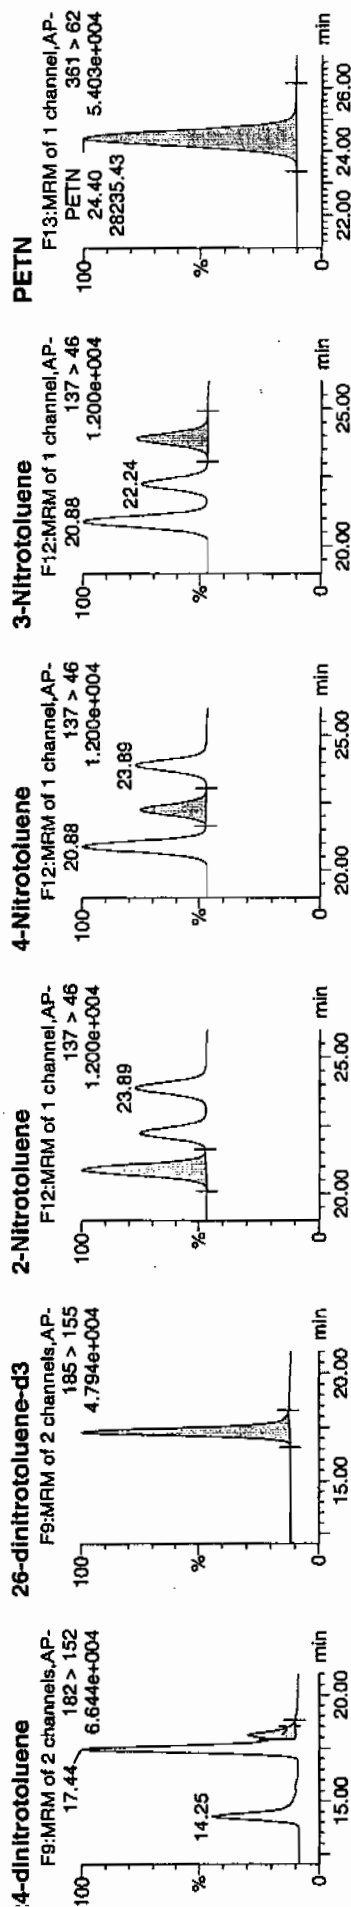 :4-dinitrotoluene
F9:MRM of 2 channels,AP-
182 > 152
6.644e+004
17.44
14.25
100
%
0
15.00
20.00
min
26-dinitrotoluene-d3
F9:MRM of 2 channels,AP-
185 > 155
4.794e+004
100
%
0
15.00
20.00
min
2-Nitrotoluene
F12:MRM of 1 channel,AP-
137 > 46
1.200e+004
23.89
100
%
0
20.00
25.00
min
4-Nitrotoluene
F12:MRM of 1 channel,AP-
137 > 46
1.200e+004
20.88
23.89
100
%
0
20.00
25.00
min
3-Nitrotoluene
F12:MRM of 1 channel,AP-
137 > 46
1.200e+004
20.88
22.24
100
%
0
20.00
25.00
min
PETN
F13:MRM of 1 channel,AP-
361 > 62
5.403e+004
PETN
24.40
28235.43
100
%
0
22.00
24.00
26.00
min